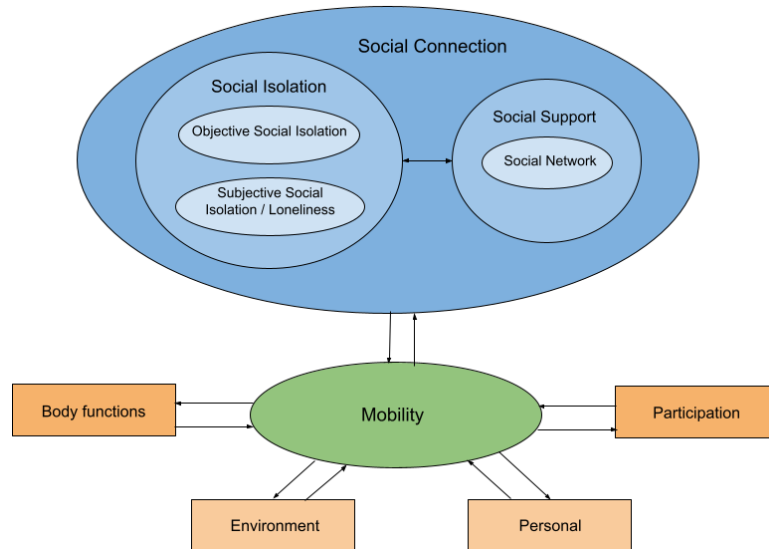 Social Connection
Social Isolation
Objective Social Isolation
Subjective Social
Isolation / Loneliness
Social Support
Social Network
Mobility
Body functions
Participation
Environment
Personal